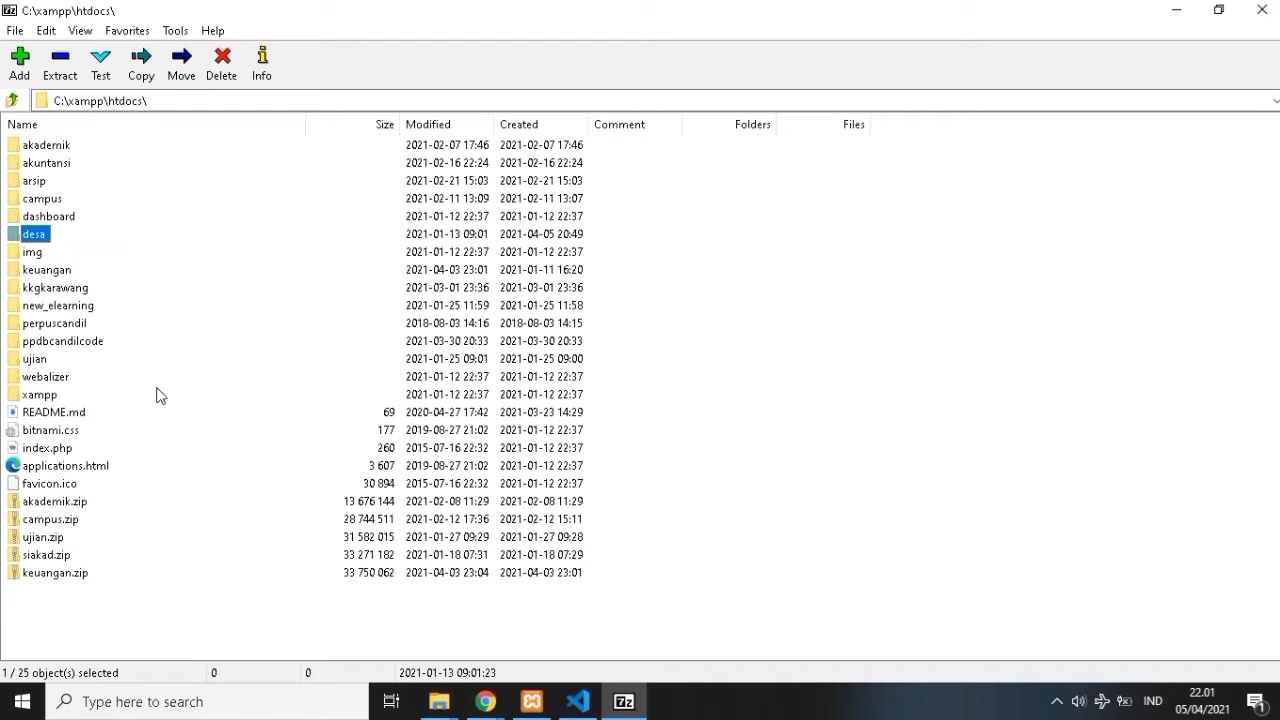 C:\xampp\htdocs\
File Edit View Favorites Tools Help
Add Extract Test Copy Move Delete Info
C:\xampp\htdocs\
Name Size Modified Created Comment Folders Files
akademik 2021-02-07 17:46 2021-02-07 17:46
akuntansi 2021-02-16 22:24 2021-02-16 22:24
arsip 2021-02-21 15:03 2021-02-21 15:03
campus 2021-02-11 13:09 2021-02-11 13:07
dashboard 2021-01-12 22:37 2021-01-12 22:37
desa 2021-01-13 09:01 2021-04-05 20:49
img 2021-01-12 22:37 2021-01-12 22:37
keuangan 2021-04-03 23:01 2021-01-11 16:20
kkgkarawang 2021-03-01 23:36 2021-03-01 23:36
new_elearning 2021-01-25 11:59 2021-01-25 11:58
perpuscandil 2018-08-03 14:16 2018-08-03 14:15
ppdbcandilcode 2021-03-30 20:33 2021-03-30 20:33
ujian 2021-01-25 09:01 2021-01-25 09:00
webalizer 2021-01-12 22:37 2021-01-12 22:37
xampp 2021-01-12 22:37 2021-01-12 22:37
README.md 69 2020-04-27 17:42 2021-03-23 14:29
bitnami.css 177 2019-08-27 21:02 2021-01-12 22:37
index.php 260 2015-07-16 22:32 2021-01-12 22:37
applications.html 3 607 2019-08-27 21:02 2021-01-12 22:37
favicon.ico 30 894 2015-07-16 22:32 2021-01-12 22:37
akademik.zip 13 676 144 2021-02-08 11:29 2021-02-08 11:29
campus.zip 28 744 511 2021-02-12 17:36 2021-02-12 15:11
ujian.zip 31 582 015 2021-01-27 09:29 2021-01-27 09:28
siakad.zip 33 271 182 2021-01-18 07:31 2021-01-18 07:29
keuangan.zip 33 750 062 2021-04-03 23:04 2021-04-03 23:01
1 / 25 object(s) selected 0 0 2021-01-13 09:01:23
Type here to search IND 22.01
05/04/2021 1